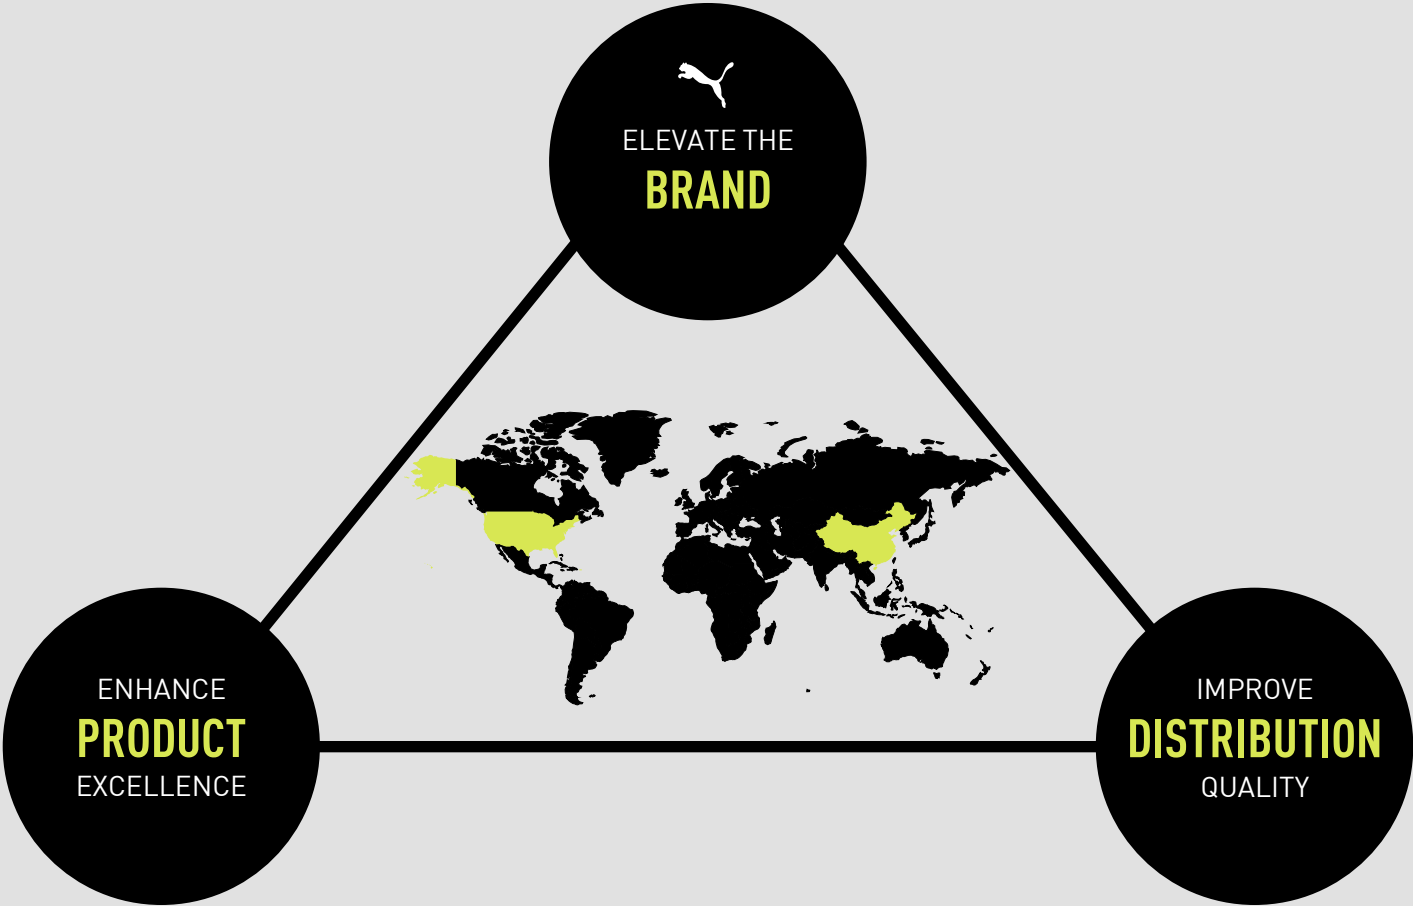 ELEVATE THE
BRAND
ENHANCE
PRODUCT
EXCELLENCE
IMPROVE
DISTRIBUTION
QUALITY